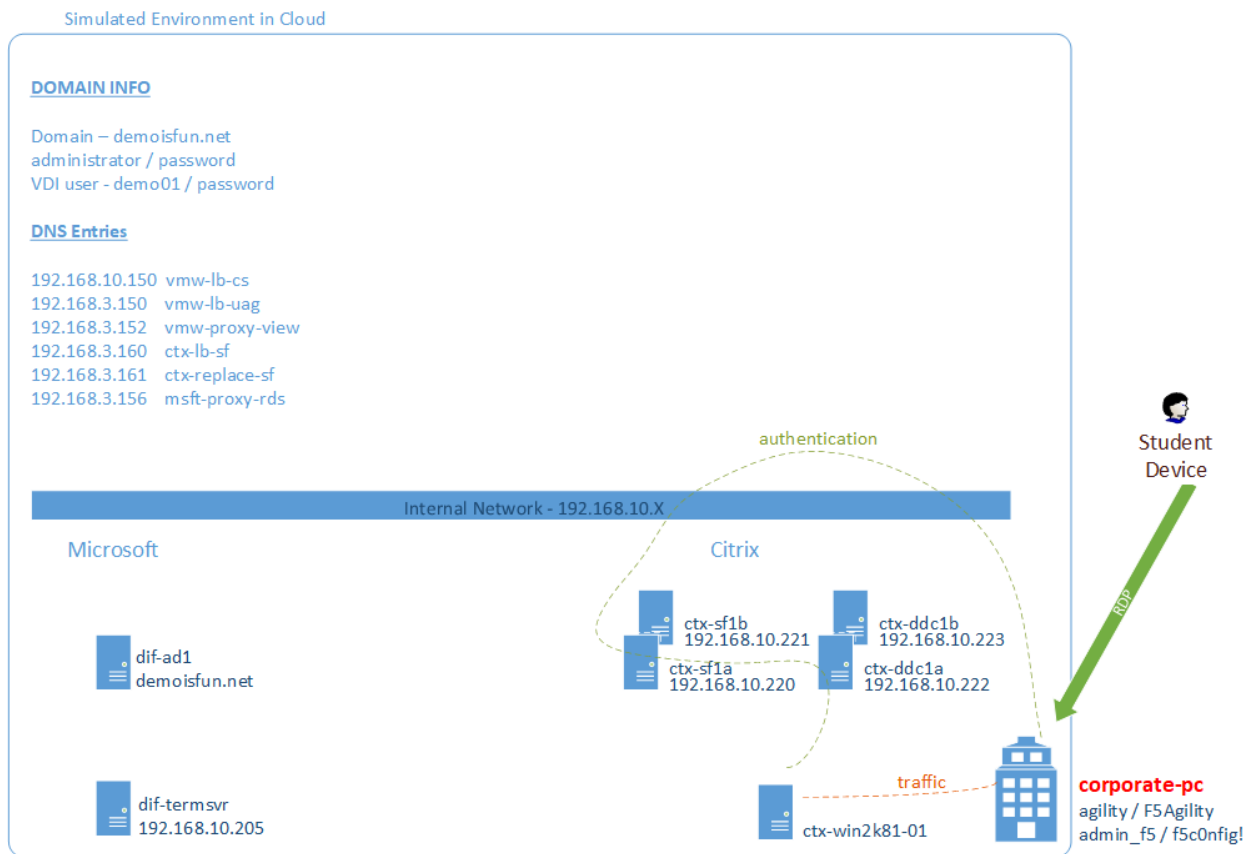 Simulated Environment in Cloud
DOMAIN INFO
Domain – demoisfun.net
administrator / password
VDI user - demo01 / password
DNS Entries
192.168.10.150 vmw-lb-cs
192.168.3.150 vmw-lb-uag
192.168.3.152 vmw-proxy-view
192.168.3.160 ctx-lb-sf
192.168.3.161 ctx-replace-sf
192.168.3.156 msft-proxy-rds
authentication
Student
Device
Internal Network - 192.168.10.X
Microsoft
Citrix
RDP
ctx-sf1b
192.168.10.221
ctx-ddc1b
192.168.10.223
dif-ad1
demoisfun.net
ctx-sf1a
192.168.10.220
ctx-ddc1a
192.168.10.222
traffic
corporate-pc
agility / F5Agility
admin_f5 / f5c0nfig!
dif-termsvr
192.168.10.205
ctx-win2k81-01